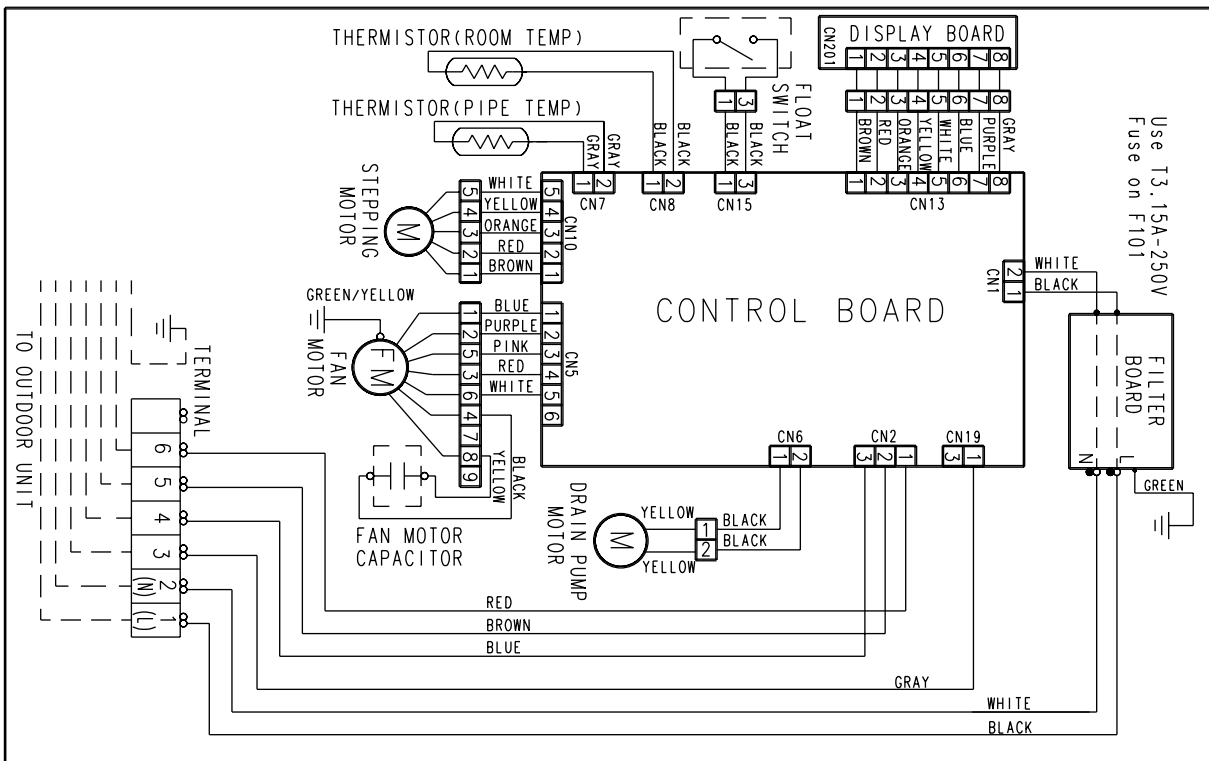 THERMISTOR(ROOM TEMP)
THERMISTOR(PIPE TEMP)
FLOAT
SWITCH
DISPLAY BOARD
CN201
1 2 3 4 5 6 7 8
1 2 3 4 5 6 7 8
BROWN
RED
ORANGE
YELLOW
WHITE
BLUE
PURPLE
GRAY
1 2 3 4 5 6 7 8
CN13
1 3
BLACK
BLACK
1 3
CN15
BLACK
BLACK
1 2
CN8
GRAY
GRAY
1 2
CN7
Use T3.15A-250V
Fuse on F101
STEPPING
MOTOR
M
5 WHITE 5
4 YELLOW 4
3 ORANGE 3
2 RED 2
1 BROWN 1
CN10
GREEN/YELLOW
FAN
MOTOR
FM
1 BLUE 1
2 PURPLE 2
5 PINK 3
3 RED 4
6 WHITE 5
4 6
7
8
9
CN5
BLACK
YELLOW
FAN MOTOR
CAPACITOR
CONTROL BOARD
CN1
2 WHITE
1 BLACK
FILTER
BOARD
N
L
GREEN
CN6
1 2
CN2
3 2 1
CN19
3 1
DRAIN PUMP
MOTOR
M
YELLOW 1 BLACK
YELLOW 2 BLACK
TERMINAL
TO OUTDOOR UNIT
6
5
4
3
2 (N)
1 (L)
RED
BROWN
BLUE
GRAY
WHITE
BLACK